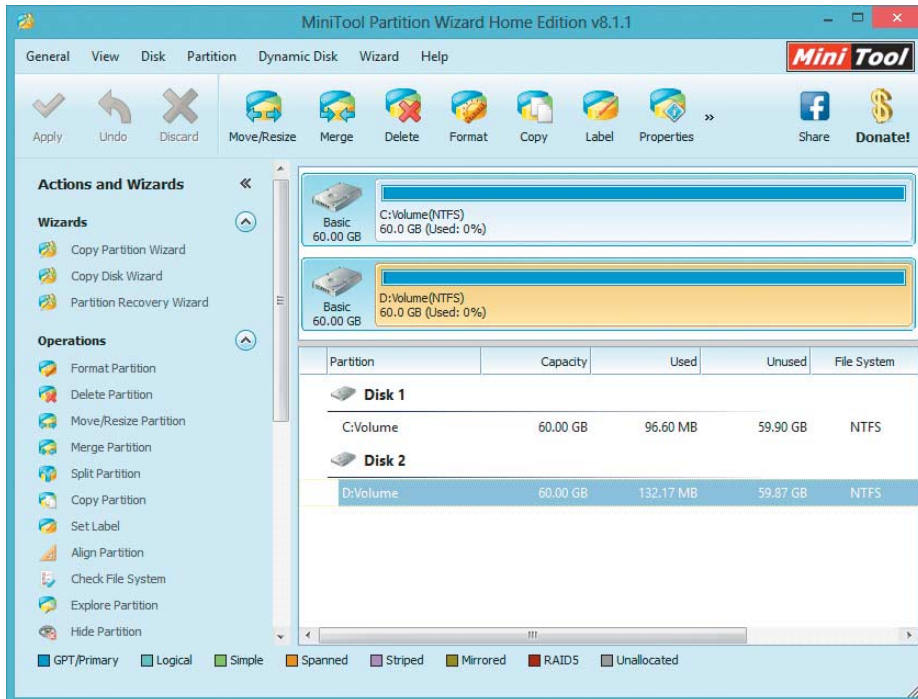 MiniTool Partition Wizard Home Edition v8.1.1
General View Disk Partition Dynamic Disk Wizard Help
Mini Tool
Apply Undo Discard Move/Resize Merge Delete Format Copy Label Properties » Share Donate!
Actions and Wizards «
Wizards
Copy Partition Wizard
Copy Disk Wizard
Partition Recovery Wizard
Operations
Format Partition
Delete Partition
Move/Resize Partition
Merge Partition
Split Partition
Copy Partition
Set Label
Align Partition
Check File System
Explore Partition
Hide Partition
Basic
60.00 GB
C:Volume(NTFS)
60.0 GB (Used: 0%)
Basic
60.00 GB
D:Volume(NTFS)
60.0 GB (Used: 0%)
Partition Capacity Used Unused File System
Disk 1
C:Volume 60.00 GB 96.60 MB 59.90 GB NTFS
Disk 2
D:Volume 60.00 GB 132.17 MB 59.87 GB NTFS
GPT/Primary Logical Simple Spanned Striped Mirrored RAID5 Unallocated